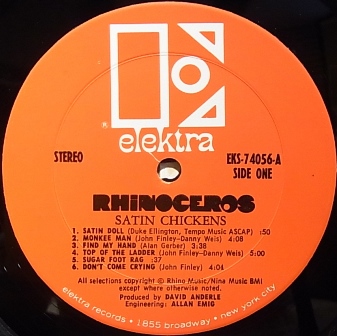 elektra
STEREO
EKS-74056-A
SIDE ONE
RHINOCEROS
SATIN CHICKENS
1. SATIN DOLL (Duke Ellington, Tempo Music ASCAP) :50
2. MONKEE MAN (John Finley—Danny Weis) 4:08
3. FIND MY HAND (Alan Gerber) 3:38
4. TOP OF THE LADDER (John Finley—Danny Weis) 5:00
5. SUGAR FOOT RAG :37
6. DON'T COME CRYING (John Finley) 4:04
All selections copyright © Rhino Music/Nina Music BMI
except where otherwise noted.
Produced by DAVID ANDERLE
Engineering: ALLAN EMIG
elektra records • 1855 broadway • new york city